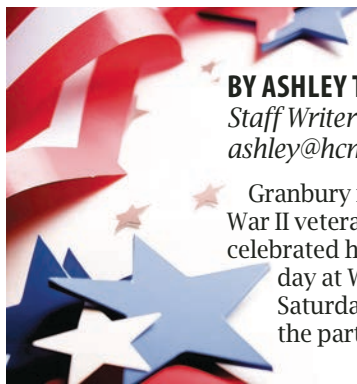 BY ASHLEY T
Staff Writer
ashley@hcn
Granbury
War II vetera
celebrated h
day at W
Saturda
the part